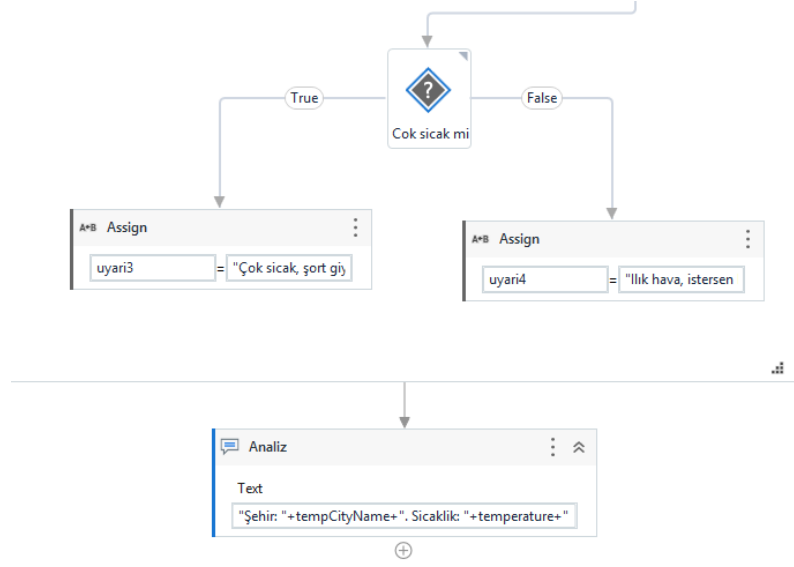 True
False
Cok sicak mi
A+B Assign
uyari3 = "Çok sicak, şort giy
A+B Assign
uyari4 = "Ilık hava, istersen
Analiz
Text
"Şehir: "+tempCityName+". Sicaklik: "+temperature+"